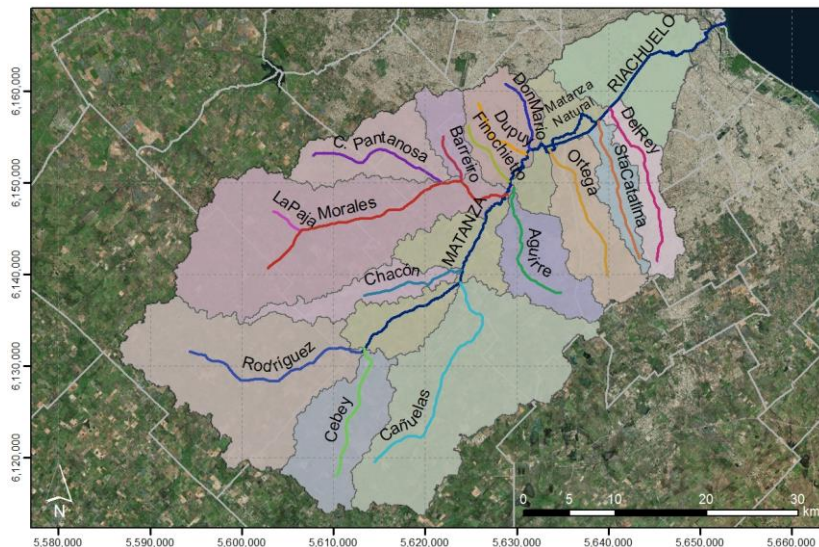 6,160,000
6,150,000
6,140,000
6,130,000
6,120,000
RIACHUELO
DonMario
Matanza
Natural
Dupuy
Finochietto
DelRey
C. Pantanosa
Barreiro
StaCatalina
Ortega
LaPaja
Morales
MATANZA
Aguirre
Chacón
Rodríguez
Cebey
Cañuelas
N
0 5 10 20 30
km
5,580,000 5,590,000 5,600,000 5,610,000 5,620,000 5,630,000 5,640,000 5,650,000 5,660,000